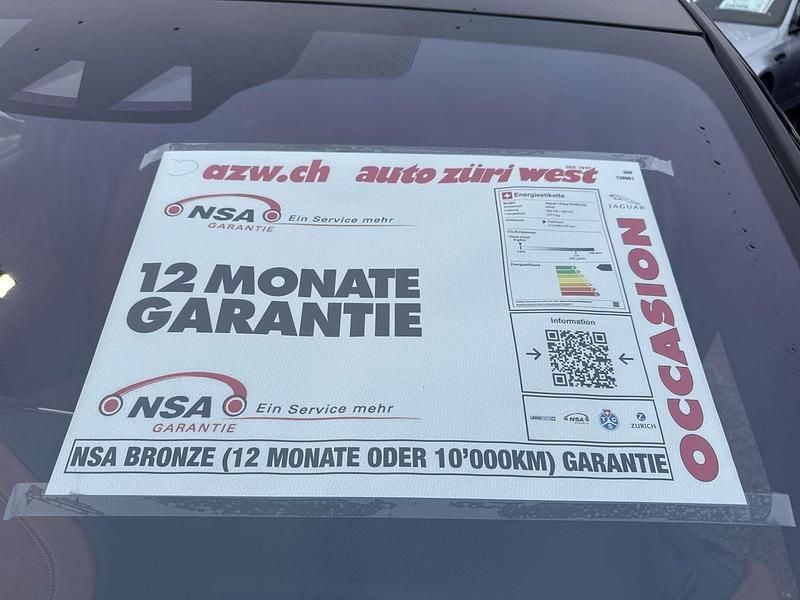 azw.ch auto züri west
JAGUAR
NSA
GARANTIE
Ein Service mehr
12 MONATE
GARANTIE
Energieetikette
Energieeffizienz
Information
OCCASION
NSA
GARANTIE
Ein Service mehr
ZURICH
NSA BRONZE (12 MONATE ODER 10'000KM) GARANTIE